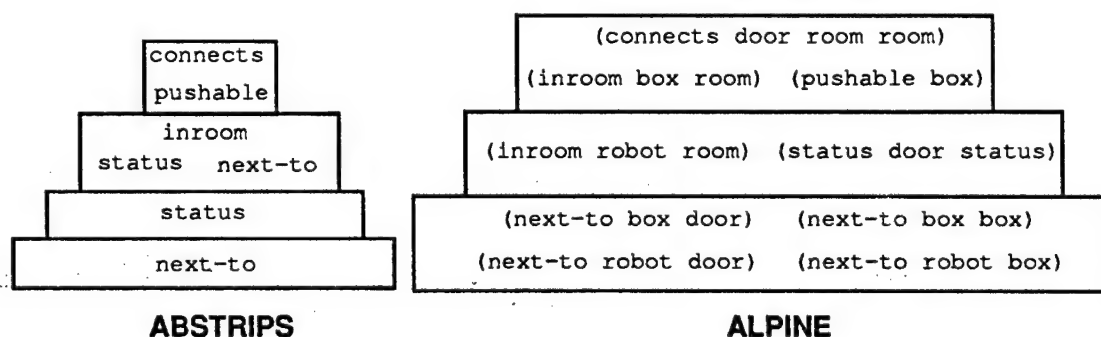 connects
pushable
inroom
status next-to
status
next-to
ABSTRIPS
(connects door room room)
(inroom box room) (pushable box)
(inroom robot room) (status door status)
(next-to box door) (next-to box box)
(next-to robot door) (next-to robot box)
ALPINE